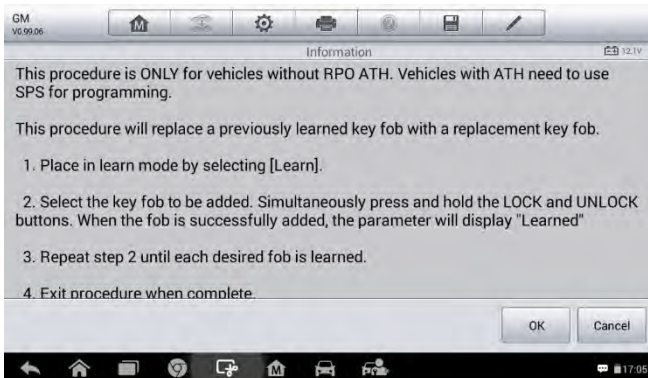 GM
V0.99.06
Information
12.1V
This procedure is ONLY for vehicles without RPO ATH. Vehicles with ATH need to use
SPS for programming.
This procedure will replace a previously learned key fob with a replacement key fob.
1. Place in learn mode by selecting [Learn].
2. Select the key fob to be added. Simultaneously press and hold the LOCK and UNLOCK
buttons. When the fob is successfully added, the parameter will display "Learned"
3. Repeat step 2 until each desired fob is learned.
4. Exit procedure when complete.
OK Cancel
17:05